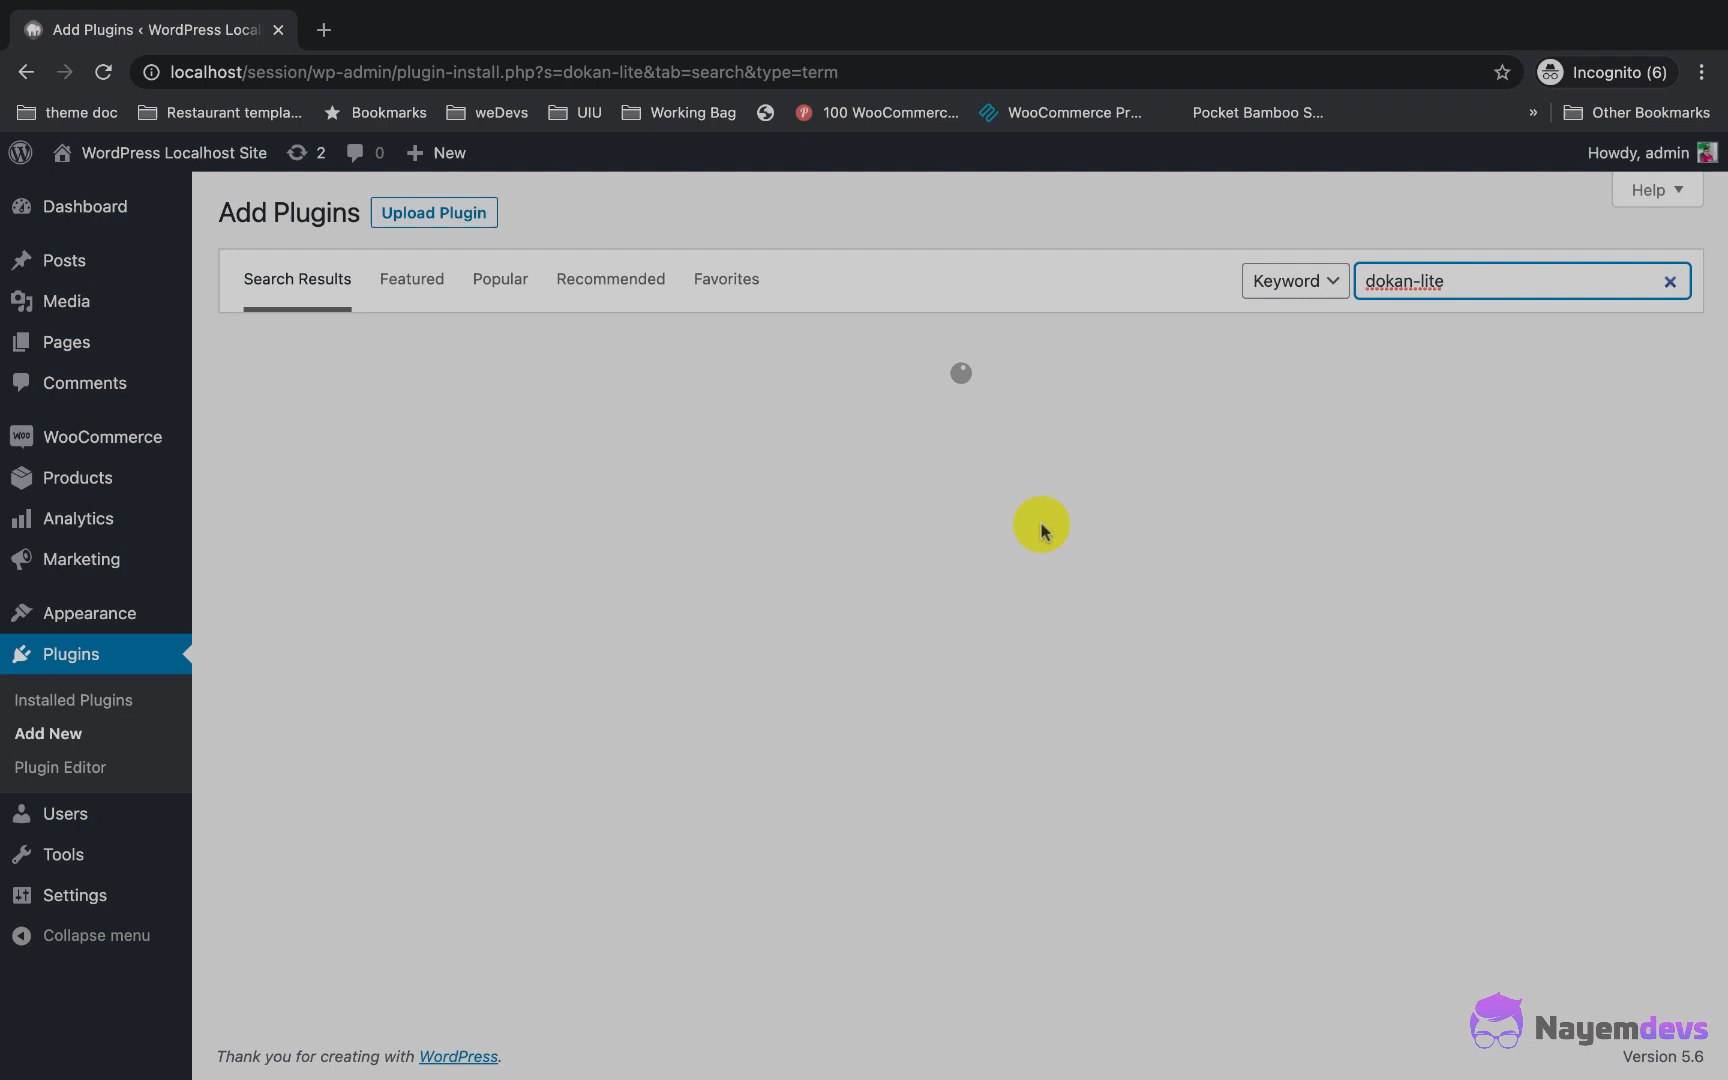 Add Plugins ‹ WordPress Loca
localhost/session/wp-admin/plugin-install.php?s=dokan-lite&tab=search&type=term
Incognito (6)
theme doc
Restaurant templa...
Bookmarks
weDevs
UIU
Working Bag
100 WooCommerc...
WooCommerce Pr...
Pocket Bamboo S...
»
Other Bookmarks
WordPress Localhost Site
2
0
New
Howdy, admin
Dashboard
Posts
Media
Pages
Comments
WooCommerce
Products
Analytics
Marketing
Appearance
Plugins
Installed Plugins
Add New
Plugin Editor
Users
Tools
Settings
Collapse menu
Help
Add Plugins
Upload Plugin
Search Results
Featured
Popular
Recommended
Favorites
Keyword
dokan-lite
Thank you for creating with WordPress.
Nayemdevs
Version 5.6